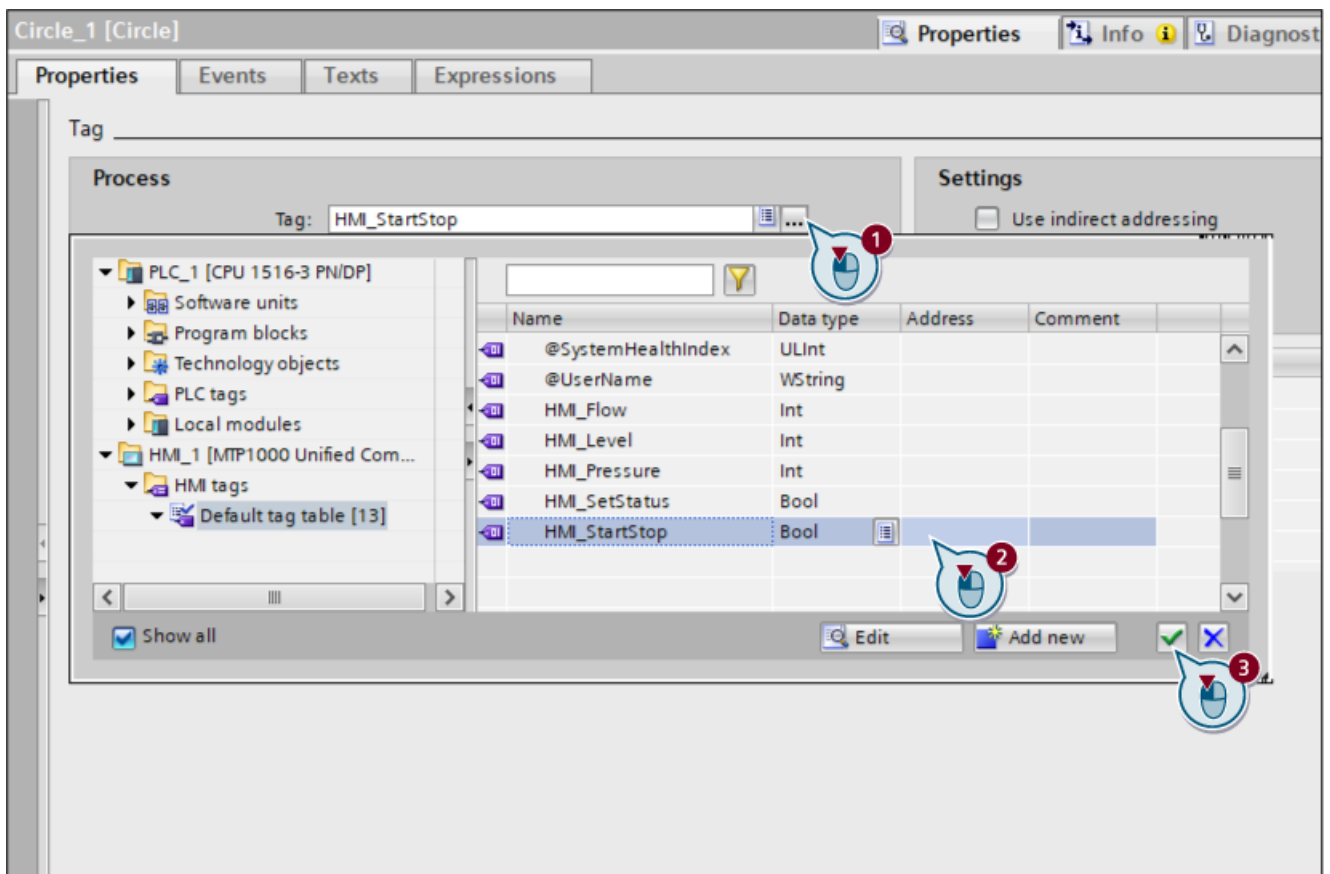 Circle_1 [Circle]
Properties Info Diagnost
Properties Events Texts Expressions
Tag
Process
Settings
Tag: HMI_StartStop ...
Use indirect addressing
1
PLC_1 [CPU 1516-3 PN/DP]
Software units
Program blocks
Technology objects
PLC tags
Local modules
HMI_1 [MTP1000 Unified Com...
HMI tags
Default tag table [13]
Name Data type Address Comment
@SystemHealthIndex ULInt
@UserName WString
HMI_Flow Int
HMI_Level Int
HMI_Pressure Int
HMI_SetStatus Bool
HMI_StartStop Bool
2
Show all
Edit Add new
3